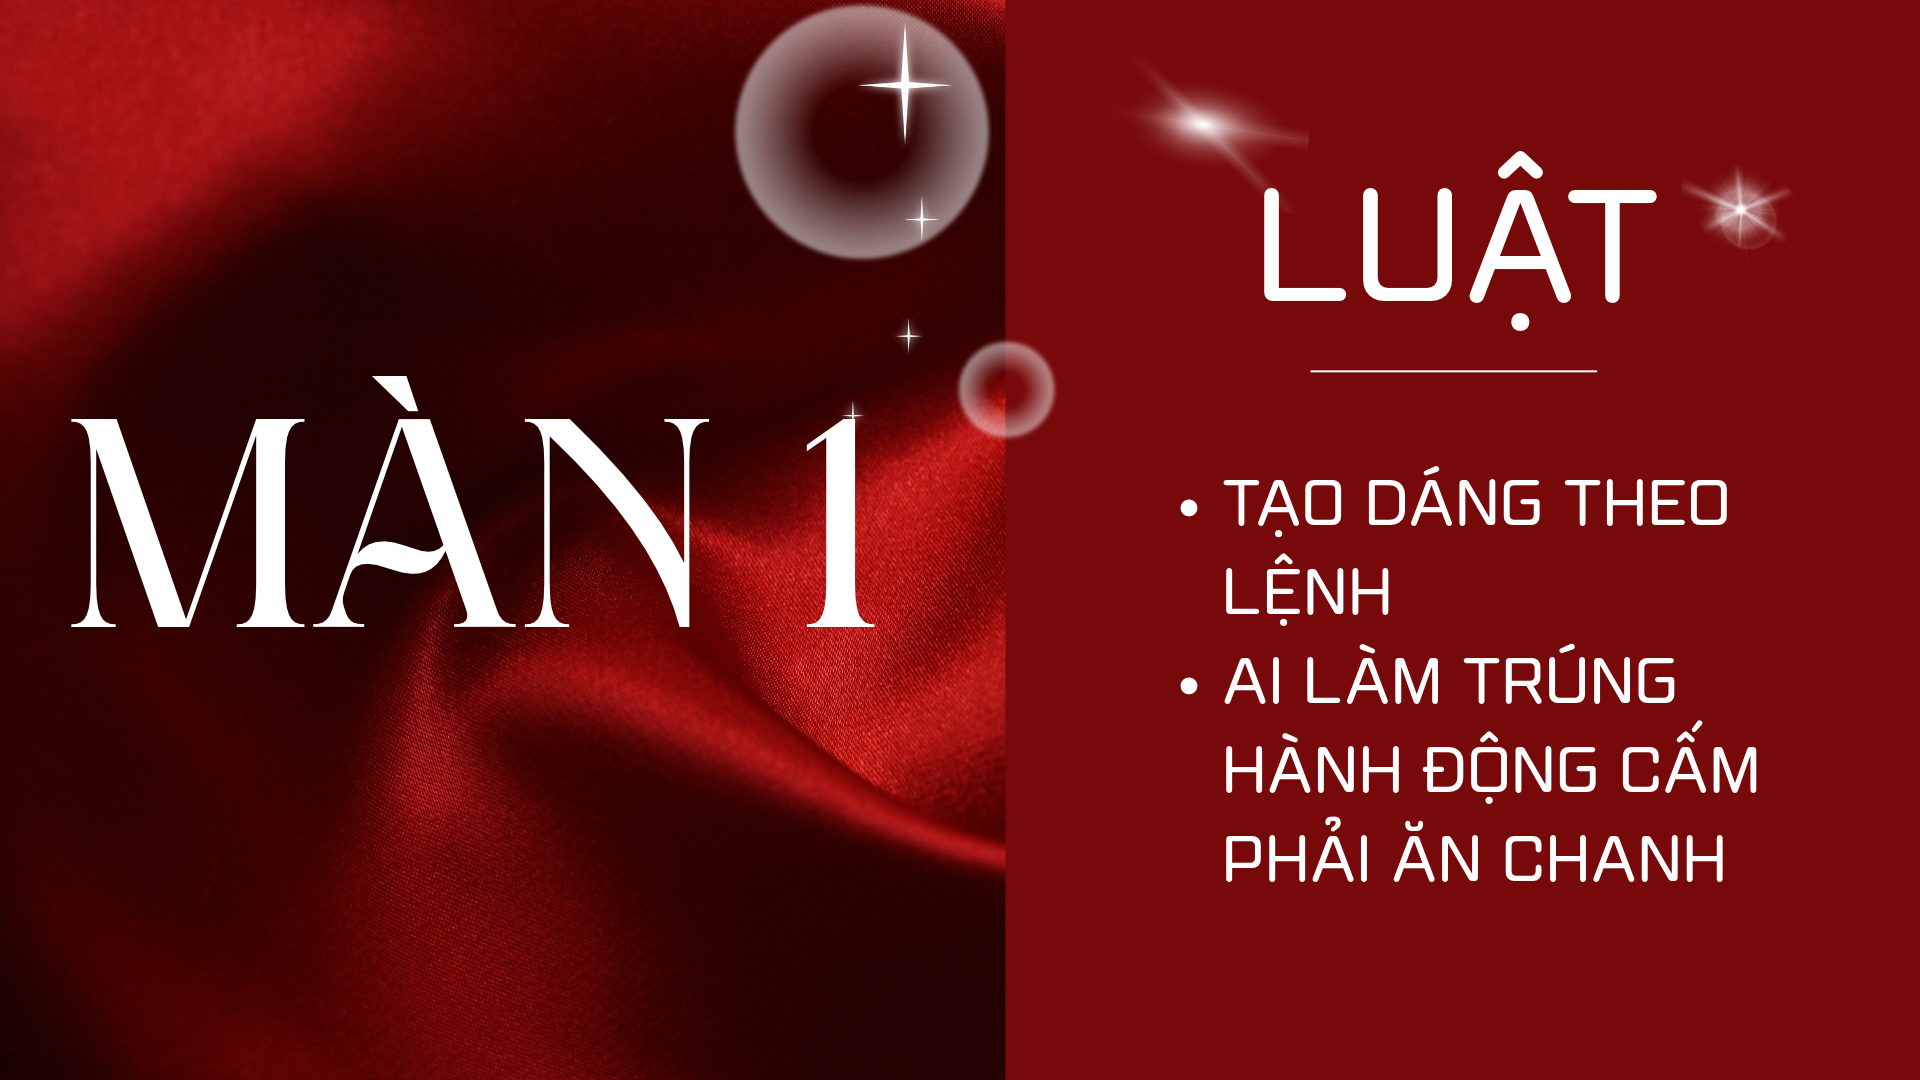 MÀN 1
LUẬT
• TẠO DÁNG THEO
LỆNH
• AI LÀM TRÚNG
HÀNH ĐỘNG CẤM
PHẢI ĂN CHANH